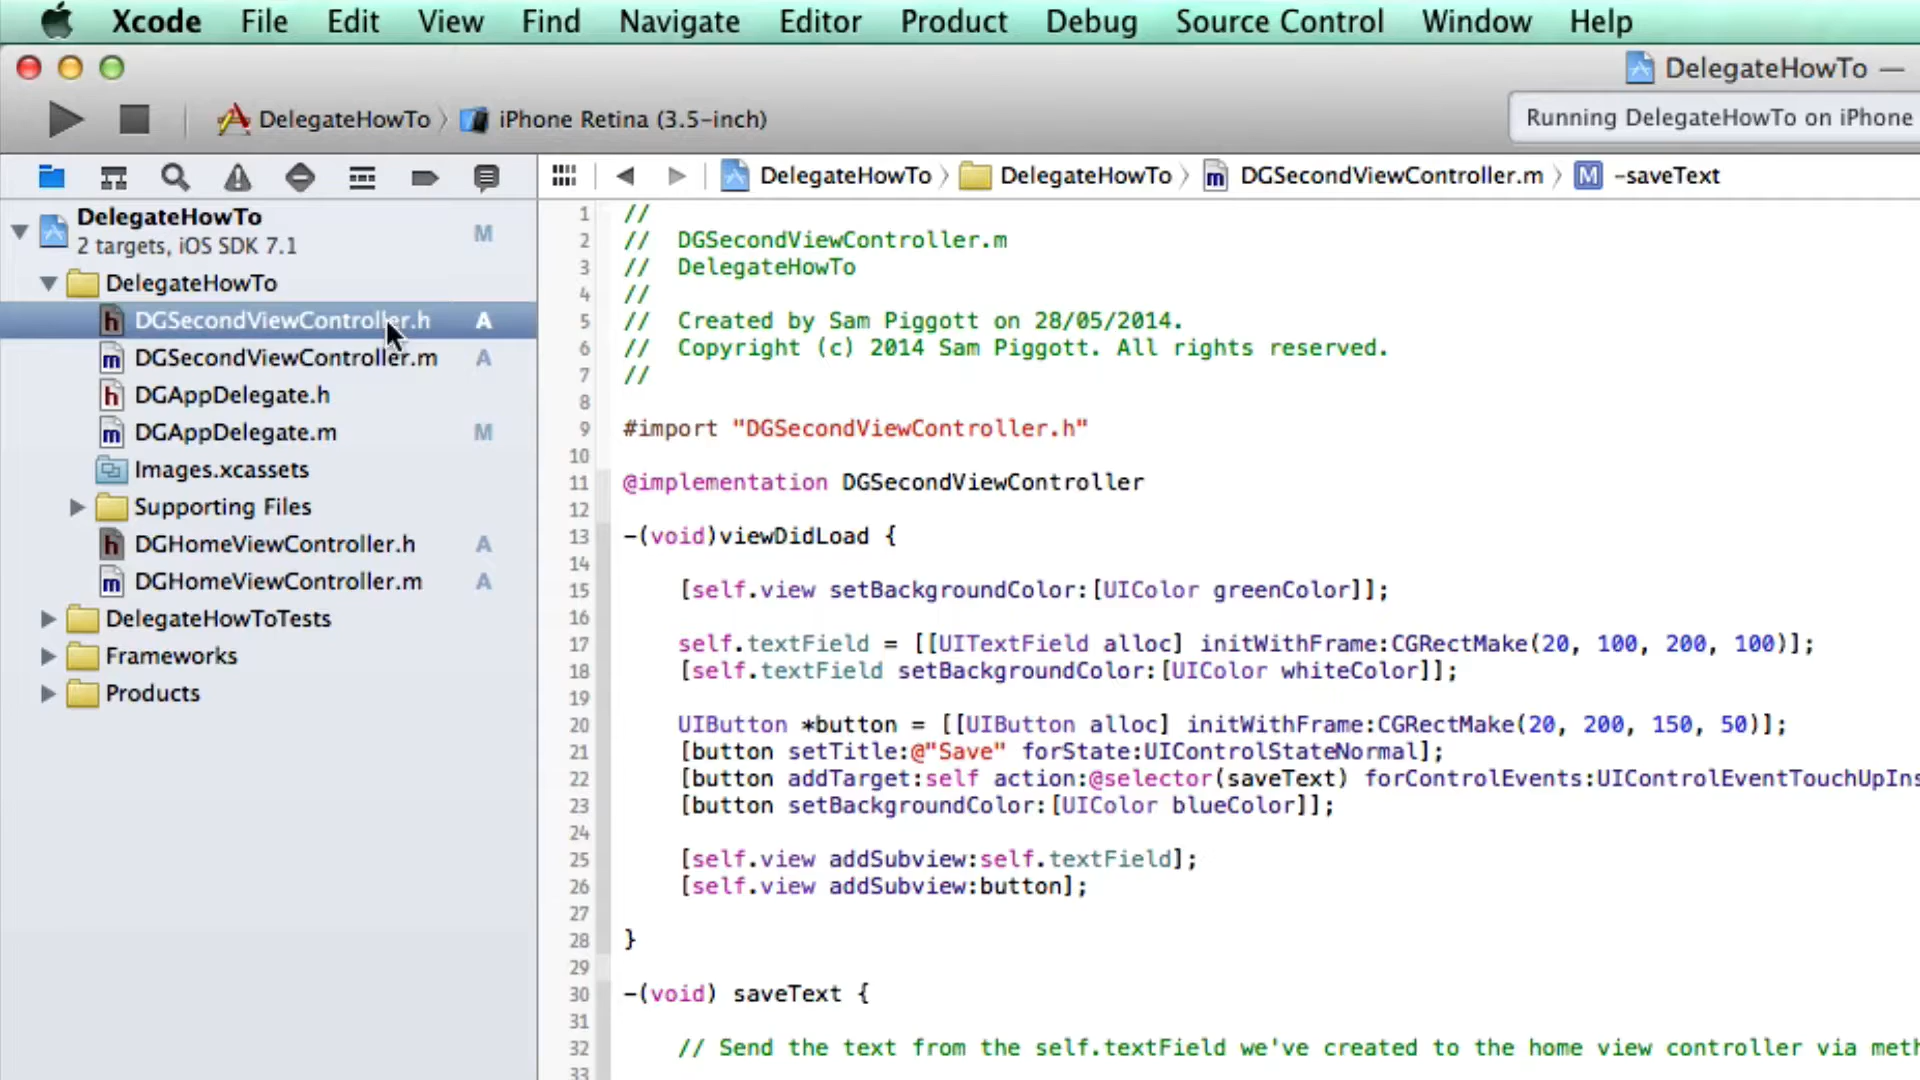 Xcode File Edit View Find Navigate Editor Product Debug Source Control Window Help
DelegateHowTo —
DelegateHowTo iPhone Retina (3.5-inch)
Running DelegateHowTo on iPhone
DelegateHowTo DelegateHowTo DGSecondViewController.m M -saveText
DelegateHowTo
2 targets, iOS SDK 7.1 M
DelegateHowTo
h DGSecondViewController.h A
m DGSecondViewController.m A
h DGAppDelegate.h
m DGAppDelegate.m M
Images.xcassets
Supporting Files
h DGHomeViewController.h A
m DGHomeViewController.m A
DelegateHowToTests
Frameworks
Products
1 //
2 // DGSecondViewController.m
3 // DelegateHowTo
4 //
5 // Created by Sam Piggott on 28/05/2014.
6 // Copyright (c) 2014 Sam Piggott. All rights reserved.
7 //
8
9 #import "DGSecondViewController.h"
10
11 @implementation DGSecondViewController
12
13 -(void)viewDidLoad {
14
15 [self.view setBackgroundColor:[UIColor greenColor]];
16
17 self.textField = [[UITextField alloc] initWithFrame:CGRectMake(20, 100, 200, 100)];
18 [self.textField setBackgroundColor:[UIColor whiteColor]];
19
20 UIButton *button = [[UIButton alloc] initWithFrame:CGRectMake(20, 200, 150, 50)];
21 [button setTitle:@"Save" forState:UIControlStateNormal];
22 [button addTarget:self action:@selector(saveText) forControlEvents:UIControlEventTouchUpIns
23 [button setBackgroundColor:[UIColor blueColor]];
24
25 [self.view addSubview:self.textField];
26 [self.view addSubview:button];
27
28 }
29
30 -(void) saveText {
31
32 // Send the text from the self.textField we've created to the home view controller via meth
33